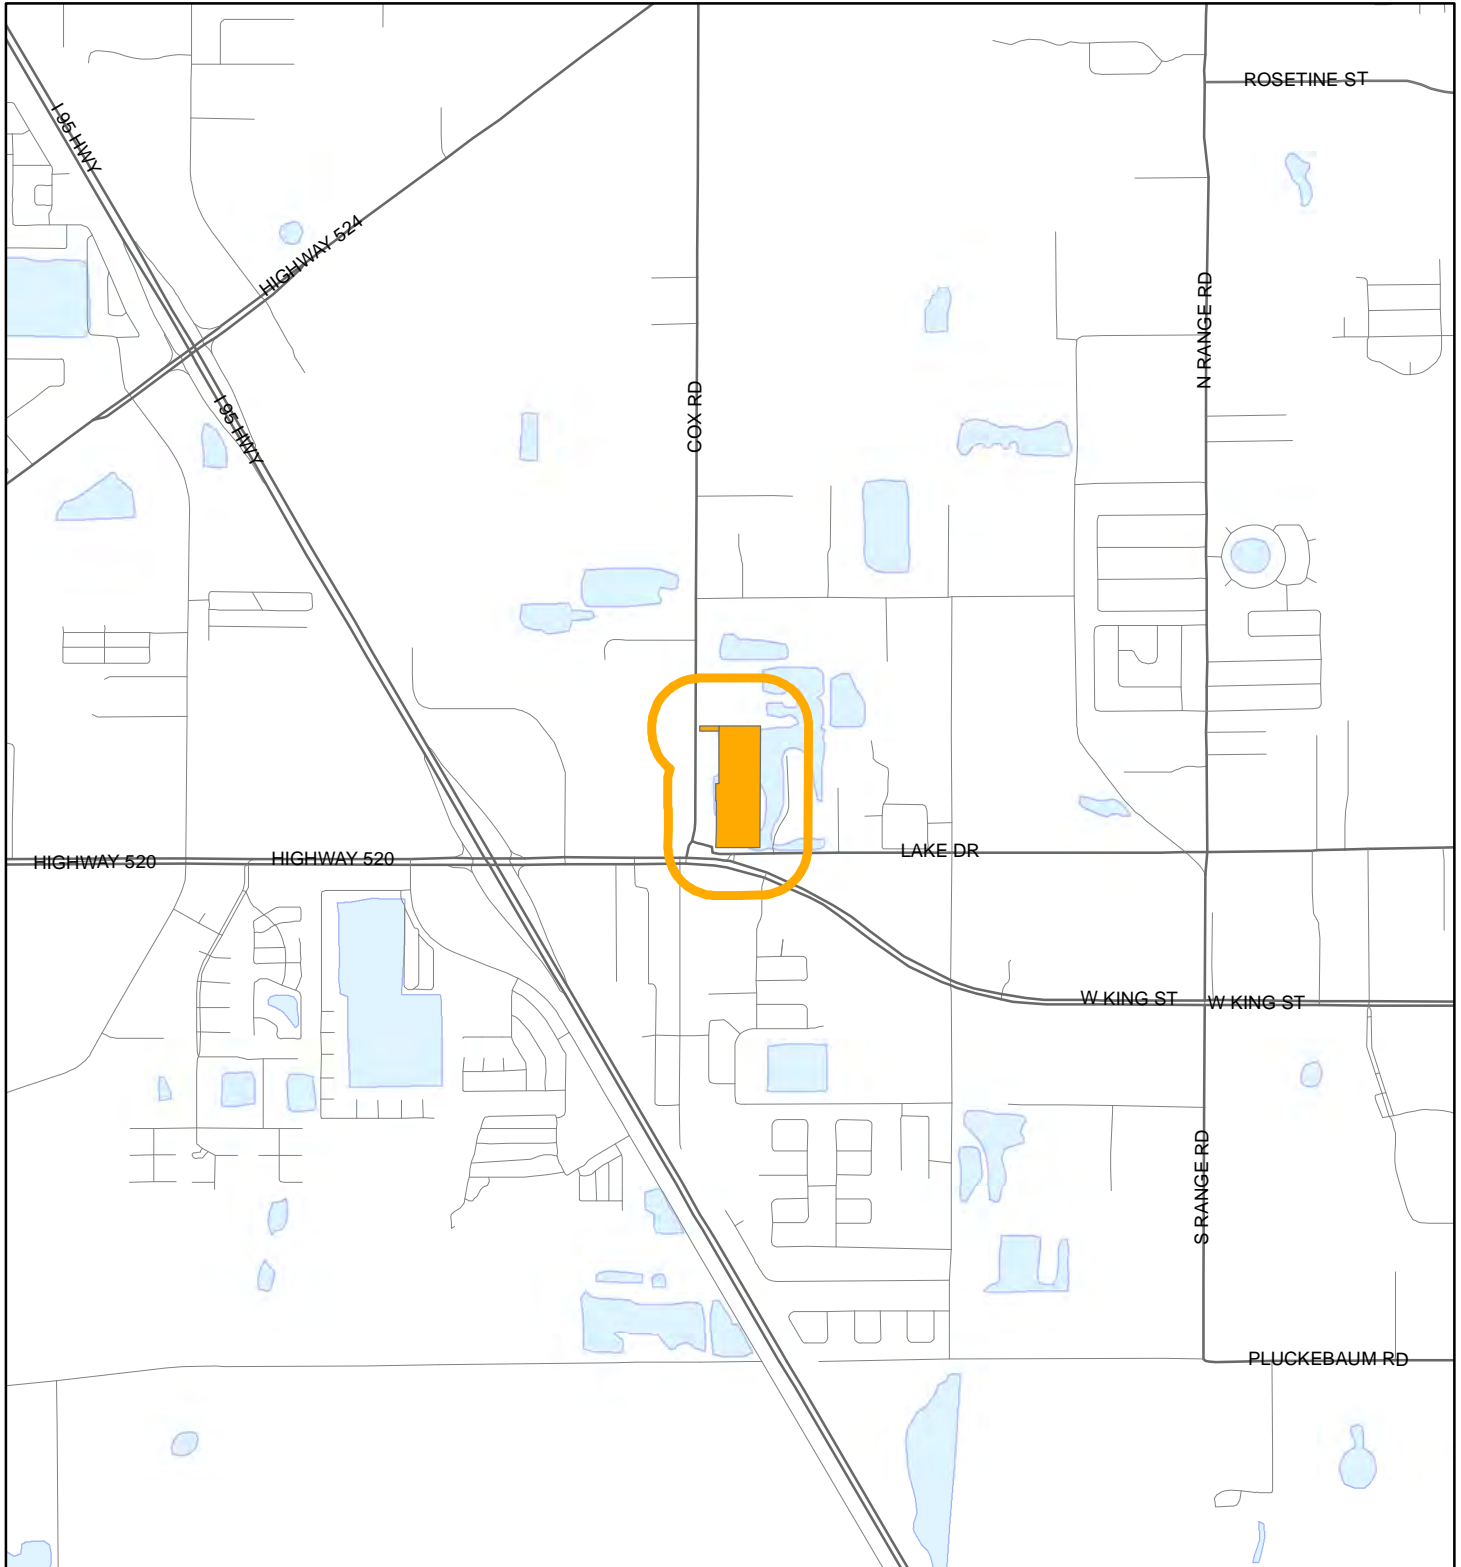 ROSETINE ST
I 95 HWY
HIGHWAY 524
N RANGE RD
COX RD
I 95 HWY
LAKE DR
HIGHWAY 520
HIGHWAY 520
W KING ST
W KING ST
S RANGE RD
PLUCKEBAUM RD